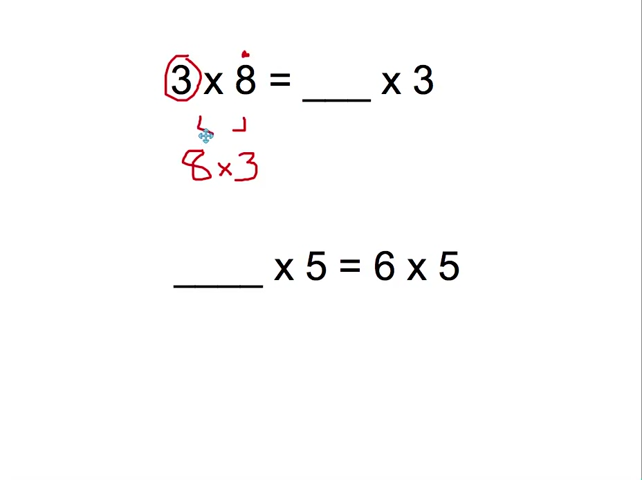 3 x 8 = ___ x 3
8 x 3
____ x 5 = 6 x 5